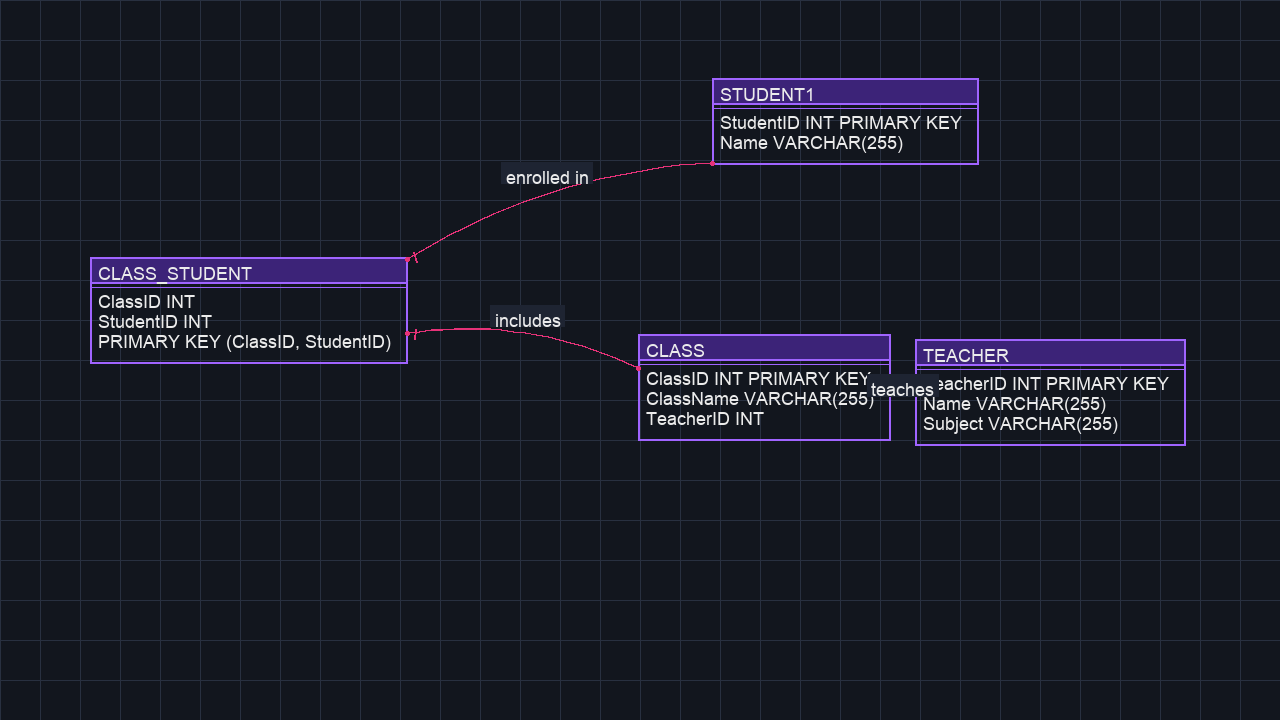 STUDENT1
StudentID INT PRIMARY KEY
Name VARCHAR(255)
enrolled in
CLASS_STUDENT
ClassID INT
StudentID INT
PRIMARY KEY (ClassID, StudentID)
includes
CLASS
ClassID INT PRIMARY KEY
ClassName VARCHAR(255)
TeacherID INT
teaches
TEACHER
eacherID INT PRIMARY KEY
Name VARCHAR(255)
Subject VARCHAR(255)